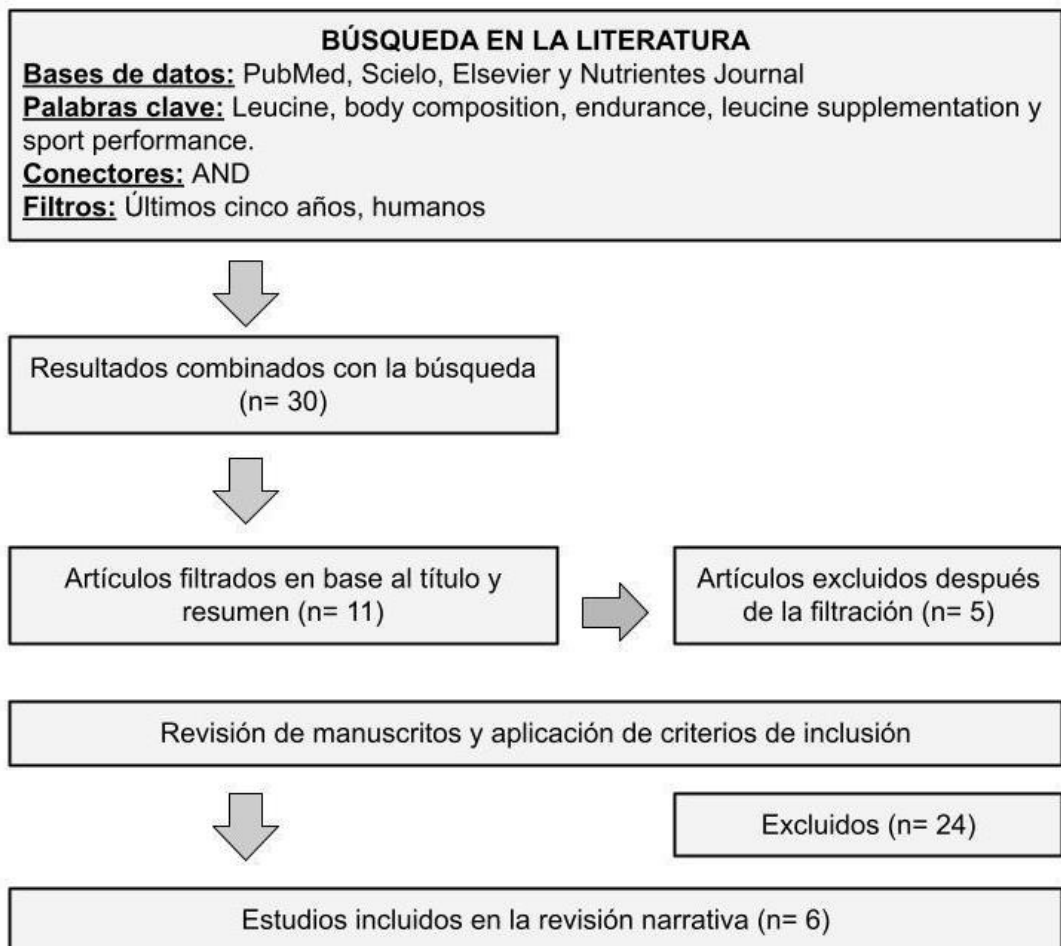 BÚSQUEDA EN LA LITERATURA
Bases de datos: PubMed, Scielo, Elsevier y Nutrientes Journal
Palabras clave: Leucine, body composition, endurance, leucine supplementation y
sport performance.
Conectores: AND
Filtros: Últimos cinco años, humanos
Resultados combinados con la búsqueda
(n= 30)
Artículos filtrados en base al título y
resumen (n= 11)
Artículos excluidos después
de la filtración (n= 5)
Revisión de manuscritos y aplicación de criterios de inclusión
Excluidos (n= 24)
Estudios incluidos en la revisión narrativa (n= 6)